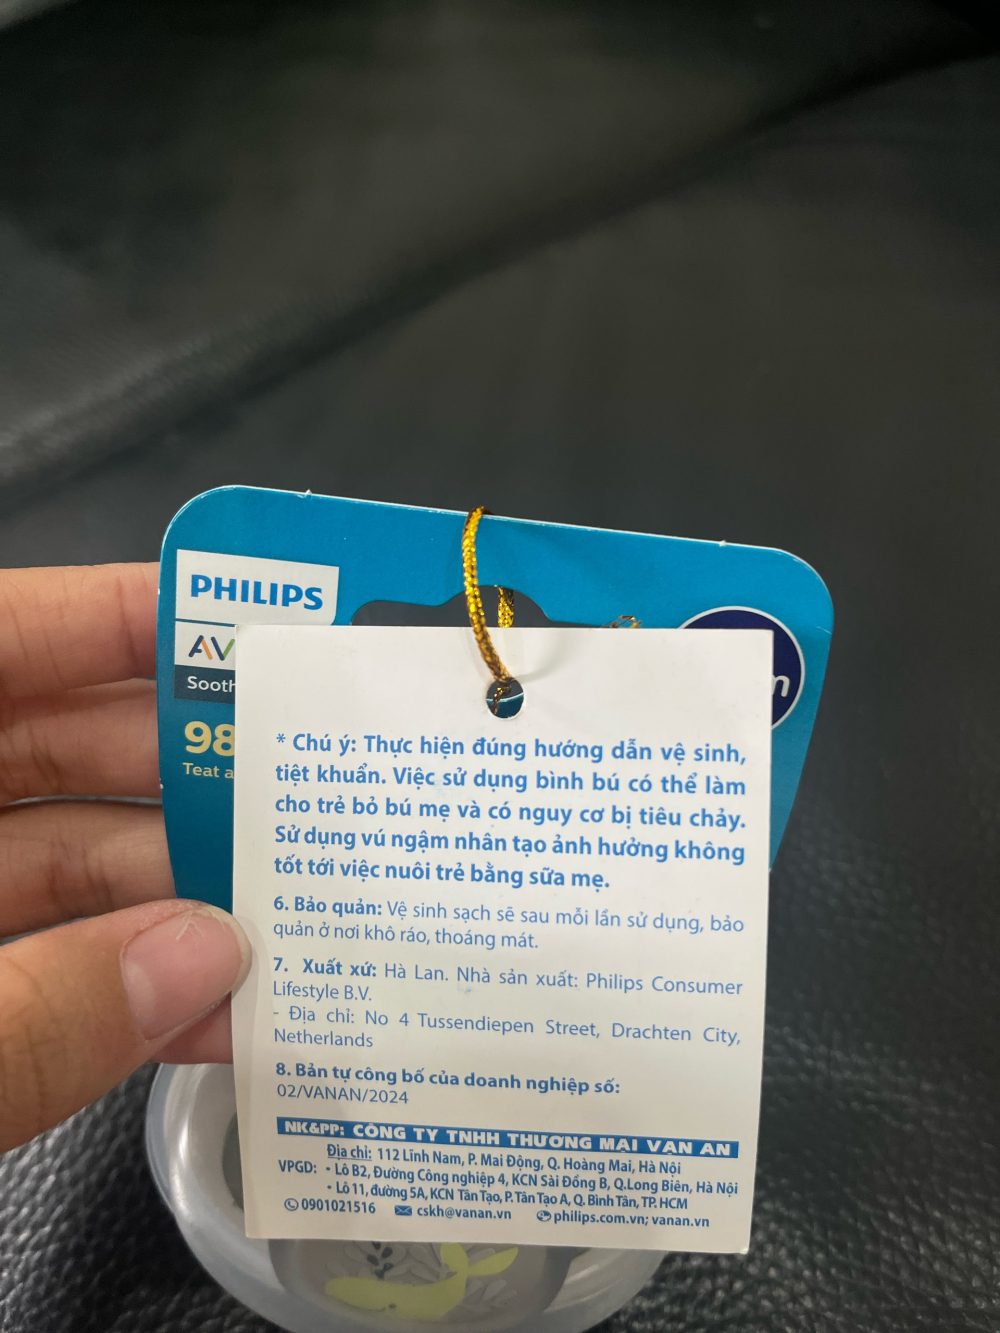 PHILIPS
AV
Sooth
98
Teat a
* Chú ý: Thực hiện đúng hướng dẫn vệ sinh,
tiệt khuẩn. Việc sử dụng bình bú có thể làm
cho trẻ bỏ bú mẹ và có nguy cơ bị tiêu chảy.
Sử dụng vú ngậm nhân tạo ảnh hưởng không
tốt tới việc nuôi trẻ bằng sữa mẹ.
6. Bảo quản: Vệ sinh sạch sẽ sau mỗi lần sử dụng, bảo
quản ở nơi khô ráo, thoáng mát.
7. Xuất xứ: Hà Lan. Nhà sản xuất: Philips Consumer
Lifestyle B.V.
- Địa chỉ: No 4 Tussendiepen Street, Drachten City,
Netherlands
8. Bản tự công bố của doanh nghiệp số:
02/VANAN/2024
NK&PP: CÔNG TY TNHH THƯƠNG MẠI VẠN AN
Địa chỉ: 112 Lĩnh Nam, P. Mai Động, Q. Hoàng Mai, Hà Nội
VPGD: • Lô B2, Đường Công nghiệp 4, KCN Sài Đồng B, Q.Long Biên, Hà Nội
• Lô 11, đường 5A, KCN Tân Tạo, P. Tân Tạo A, Q. Bình Tân, TP. HCM
0901021516 cskh@vanan.vn philips.com.vn; vanan.vn